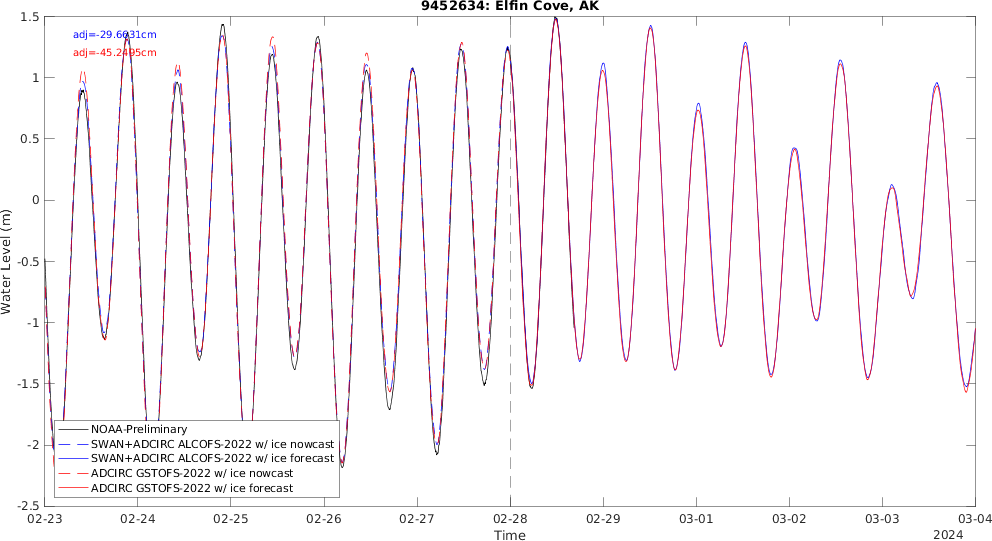 9452634: Elfin Cove, AK
adj=-29.6631cm
adj=-45.2495cm
1.5
1
0.5
0
-0.5
-1
-1.5
-2
-2.5
Water Level (m)
NOAA-Preliminary
SWAN+ADCIRC ALCOFS-2022 w/ ice nowcast
SWAN+ADCIRC ALCOFS-2022 w/ ice forecast
ADCIRC GSTOFS-2022 w/ ice nowcast
ADCIRC GSTOFS-2022 w/ ice forecast
02-23 02-24 02-25 02-26 02-27 02-28 02-29 03-01 03-02 03-03 03-04
Time
2024